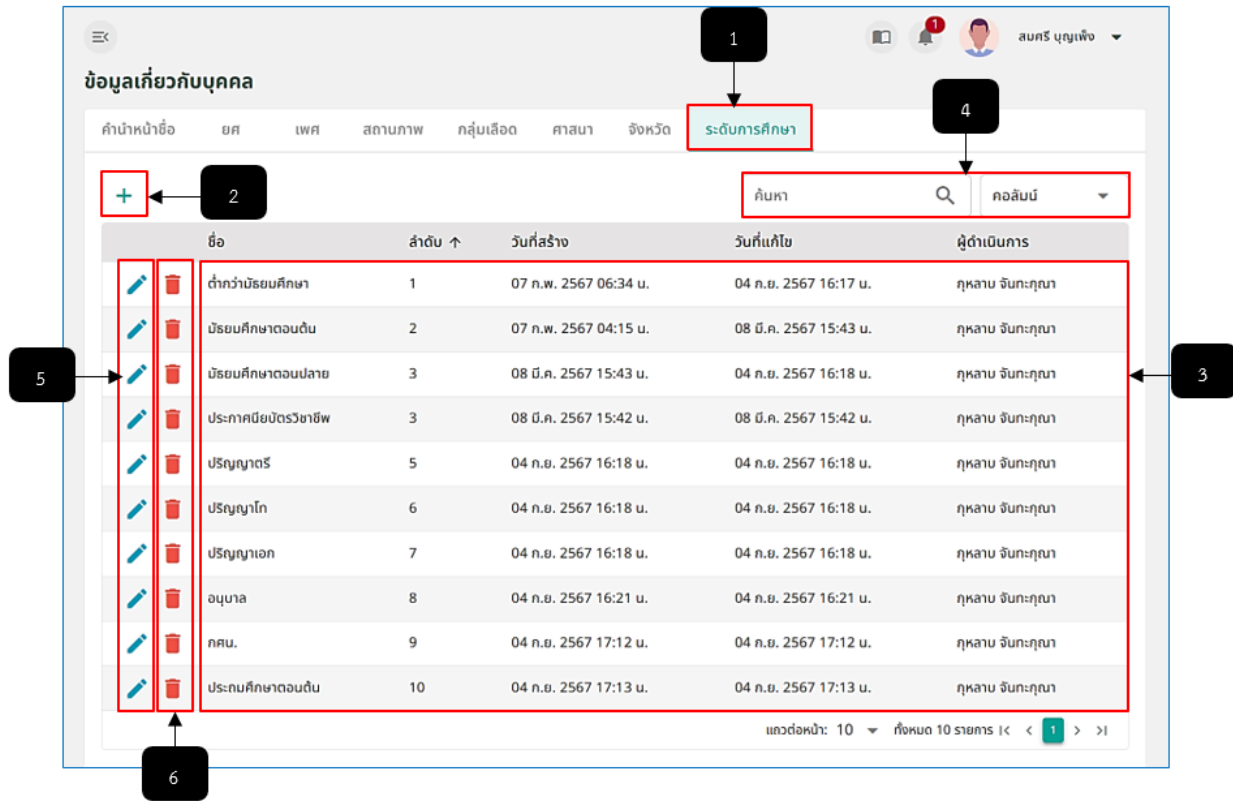 1
1
สมศรี บุญเพ็ง
ข้อมูลเกี่ยวกับบุคคล
4
คำนำหน้าชื่อ ยศ เพศ สถานภาพ กลุ่มเลือด ศาสนา จังหวัด ระดับการศึกษา
+ 2 ค้นหา คอลัมน์
ชื่อ ลำดับ ↑ วันที่สร้าง วันที่แก้ไข ผู้ดำเนินการ
ต่ำกว่ามัธยมศึกษา 1 07 ก.พ. 2567 06:34 น. 04 ก.ย. 2567 16:17 น. กุหลาบ จันทะกุณา
มัธยมศึกษาตอนต้น 2 07 ก.พ. 2567 04:15 น. 08 มี.ค. 2567 15:43 น. กุหลาบ จันทะกุณา
5 มัธยมศึกษาตอนปลาย 3 08 มี.ค. 2567 15:43 น. 04 ก.ย. 2567 16:18 น. กุหลาบ จันทะกุณา 3
ประกาศนียบัตรวิชาชีพ 3 08 มี.ค. 2567 15:42 น. 08 มี.ค. 2567 15:42 น. กุหลาบ จันทะกุณา
ปริญญาตรี 5 04 ก.ย. 2567 16:18 น. 04 ก.ย. 2567 16:18 น. กุหลาบ จันทะกุณา
ปริญญาโท 6 04 ก.ย. 2567 16:18 น. 04 ก.ย. 2567 16:18 น. กุหลาบ จันทะกุณา
ปริญญาเอก 7 04 ก.ย. 2567 16:18 น. 04 ก.ย. 2567 16:18 น. กุหลาบ จันทะกุณา
อนุบาล 8 04 ก.ย. 2567 16:21 น. 04 ก.ย. 2567 16:21 น. กุหลาบ จันทะกุณา
กศน. 9 04 ก.ย. 2567 17:12 น. 04 ก.ย. 2567 17:12 น. กุหลาบ จันทะกุณา
ประถมศึกษาตอนต้น 10 04 ก.ย. 2567 17:13 น. 04 ก.ย. 2567 17:13 น. กุหลาบ จันทะกุณา
แถวต่อหน้า: 10 ทั้งหมด 10 รายการ |< < 1 > >|
6